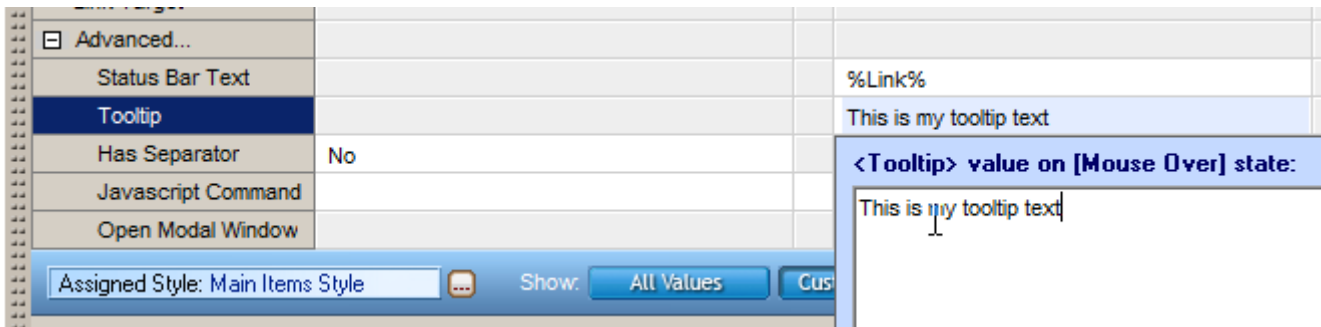 Advanced...
Status Bar Text %Link%
Tooltip This is my tooltip text
Has Separator No
<Tooltip> value on [Mouse Over] state:
Javascript Command
This is my tooltip text
Open Modal Window
Assigned Style: Main Items Style ... Show: All Values Cus